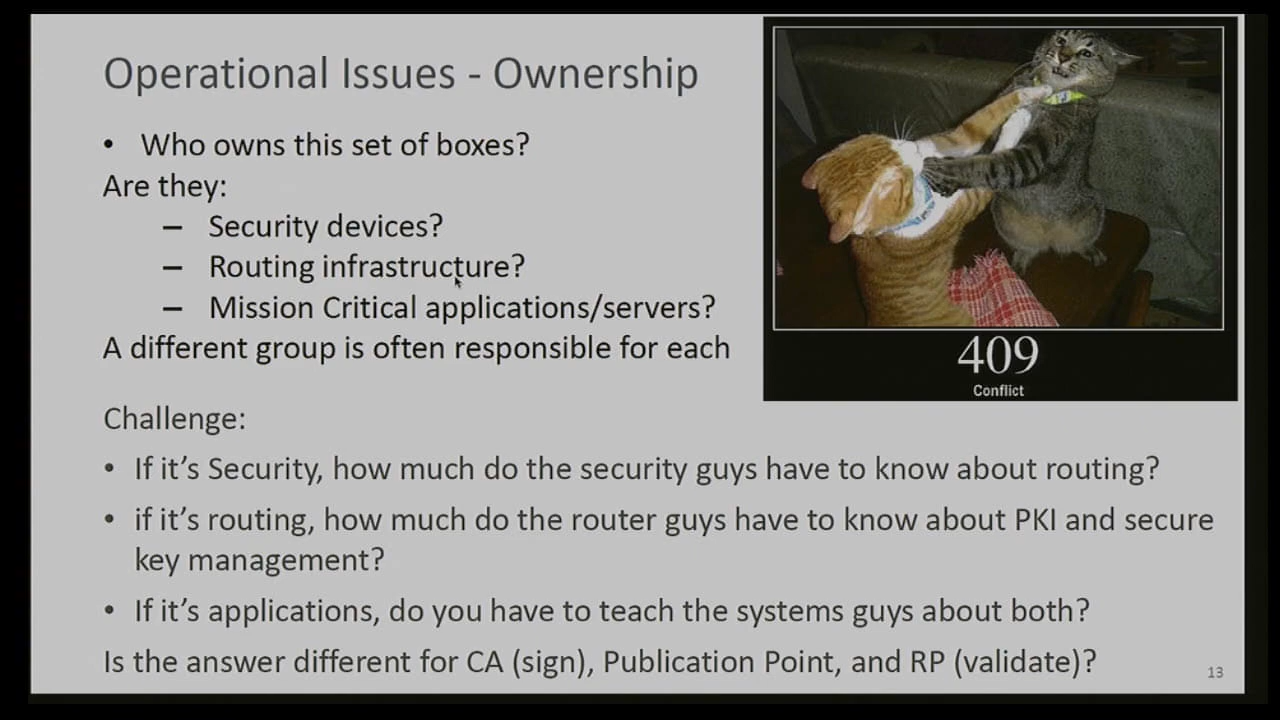 Operational Issues - Ownership
• Who owns this set of boxes?
Are they:
– Security devices?
– Routing infrastructure?
– Mission Critical applications/servers?
A different group is often responsible for each
409
Conflict
Challenge:
• If it's Security, how much do the security guys have to know about routing?
• if it's routing, how much do the router guys have to know about PKI and secure
key management?
• If it's applications, do you have to teach the systems guys about both?
Is the answer different for CA (sign), Publication Point, and RP (validate)?
13